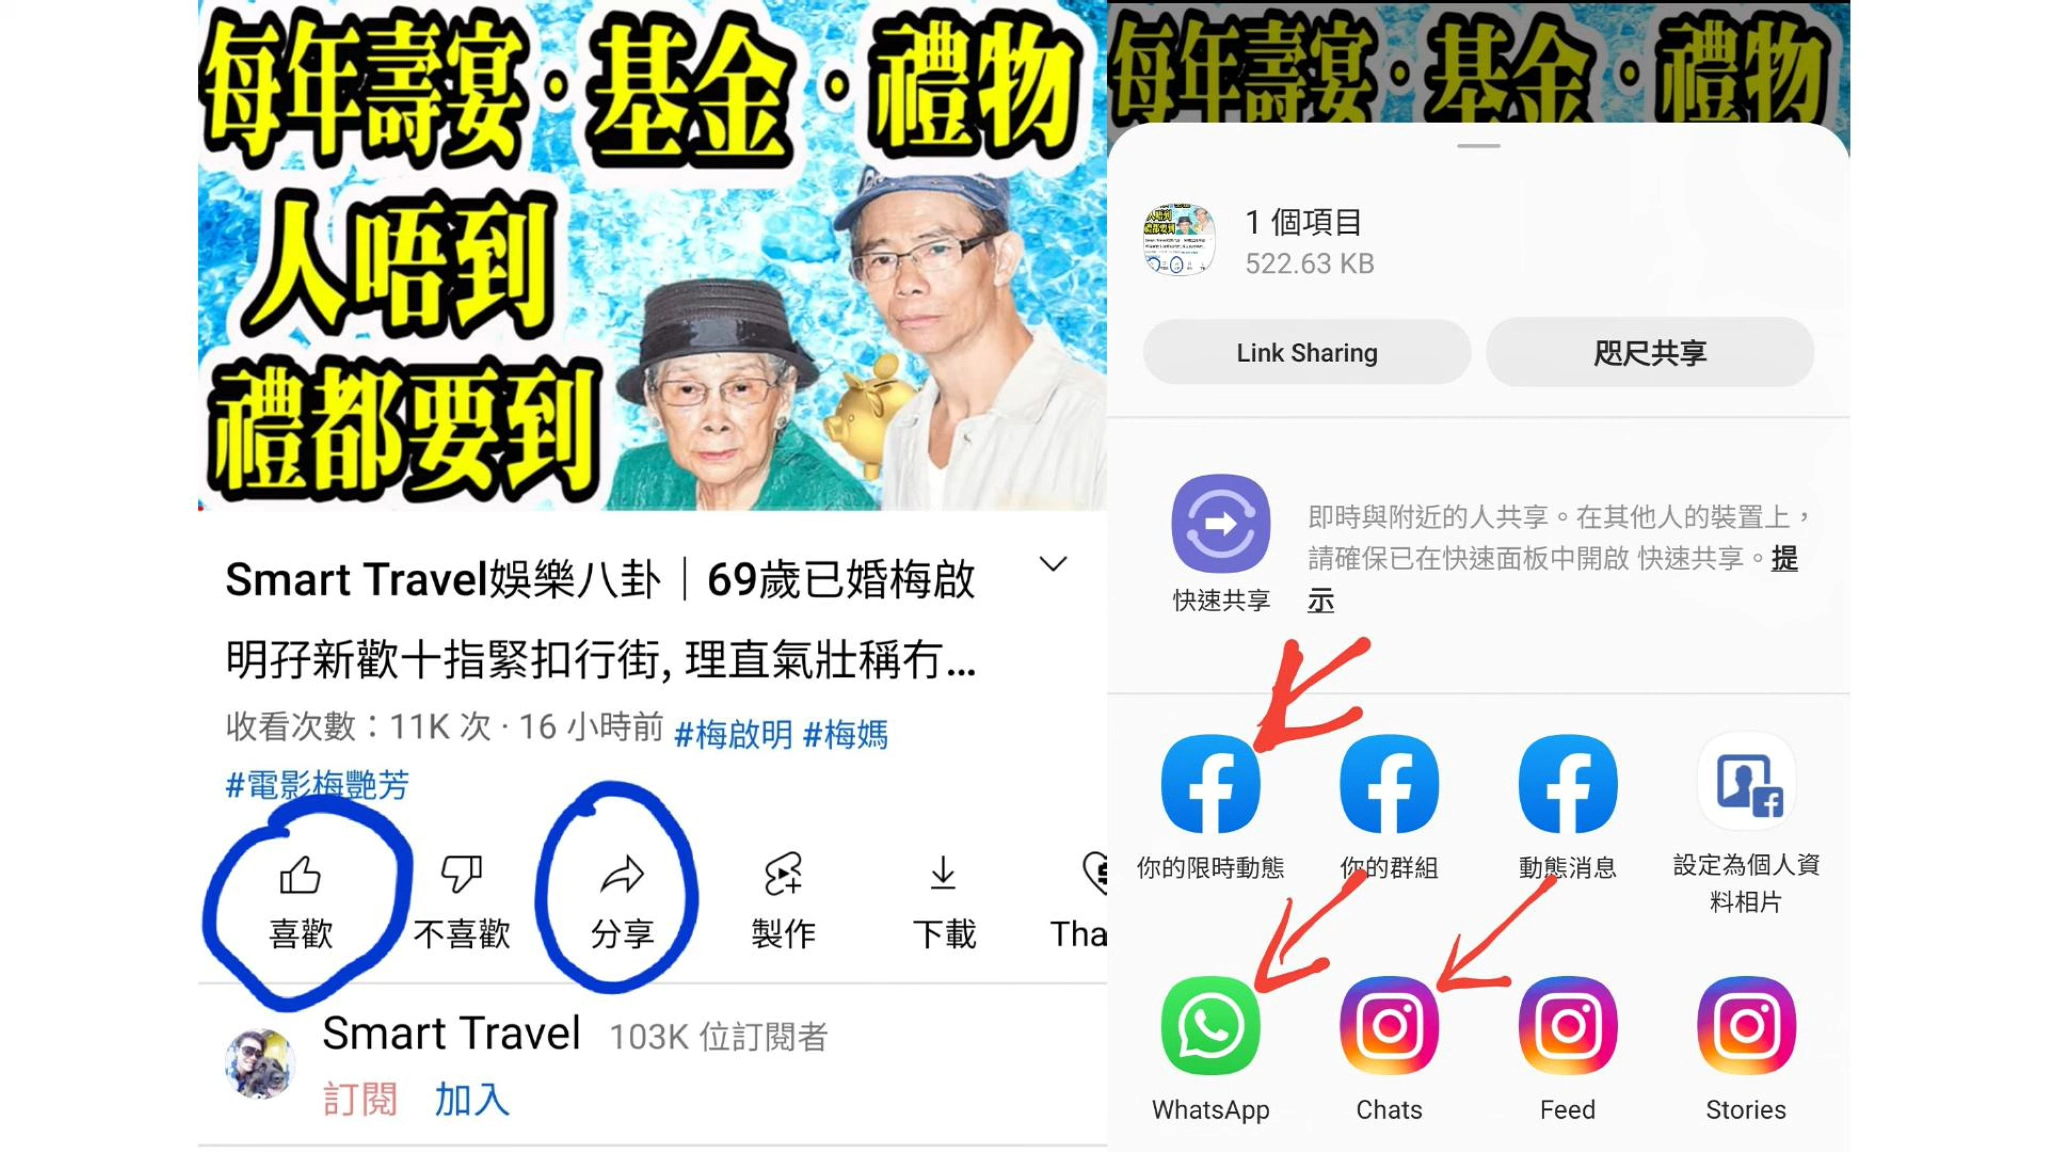 每年壽宴·基金·禮物
人唔到
禮都要到
Smart Travel娛樂八卦｜69歲已婚梅啟
明孖新歡十指緊扣行街, 理直氣壯稱冇...
收看次數：11K 次 · 16 小時前 #梅啟明 #梅媽
#電影梅艷芳
喜歡
不喜歡
分享
製作
下載
Tha
Smart Travel 103K 位訂閱者
訂閱 加入
每年壽宴·基金·禮物
1 個項目
522.63 KB
Link Sharing
咫尺共享
快速共享
即時與附近的人共享。在其他人的裝置上，
請確保已在快速面板中開啟 快速共享。提
示
你的限時動態
你的群組
動態消息
設定為個人資
料相片
WhatsApp
Chats
Feed
Stories